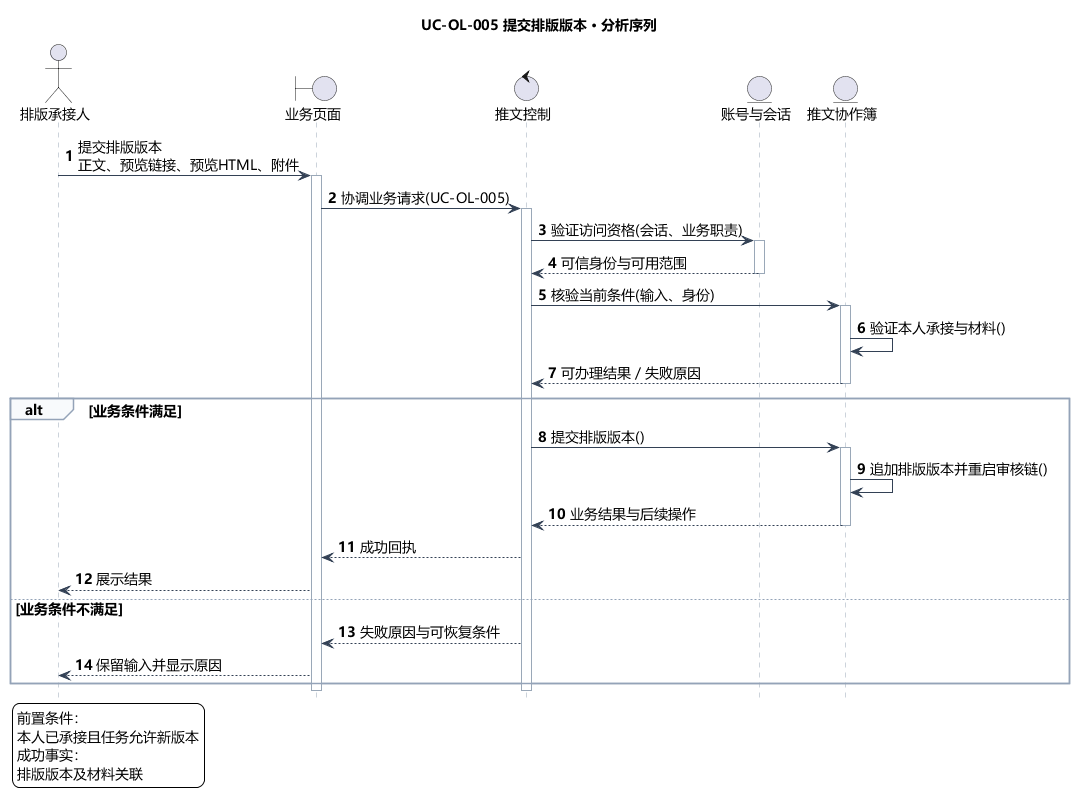 UC-OL-005 提交排版版本・分析序列
排版承接人
业务页面
推文控制
账号与会话
推文协作簿
1 提交排版版本
正文、预览链接、预览HTML、附件
2 协调业务请求(UC-OL-005)
3 验证访问资格(会话、业务职责)
4 可信身份与可用范围
5 核验当前条件(输入、身份)
6 验证本人承接与材料()
7 可办理结果 / 失败原因
alt [业务条件满足]
8 提交排版版本()
9 追加排版版本并重启审核链()
10 业务结果与后续操作
11 成功回执
12 展示结果
[业务条件不满足]
13 失败原因与可恢复条件
14 保留输入并显示原因
前置条件:
本人已承接且任务允许新版本
成功事实:
排版版本及材料关联